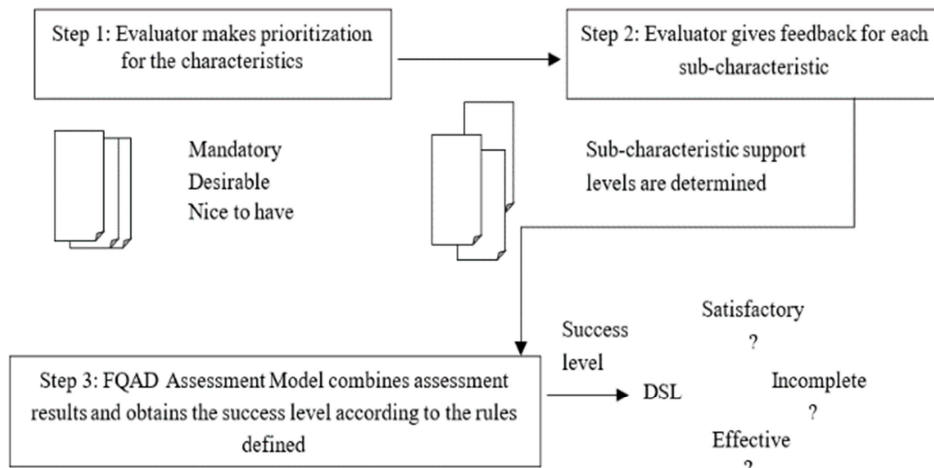 Step 1: Evaluator makes prioritization
for the characteristics
Step 2: Evaluator gives feedback for each
sub-characteristic
Mandatory
Desirable
Nice to have
Sub-characteristic support
levels are determined
Step 3: FQAD Assessment Model combines assessment
results and obtains the success level according to the rules
defined
Success
level
DSL
Satisfactory
?
Incomplete
?
Effective
?